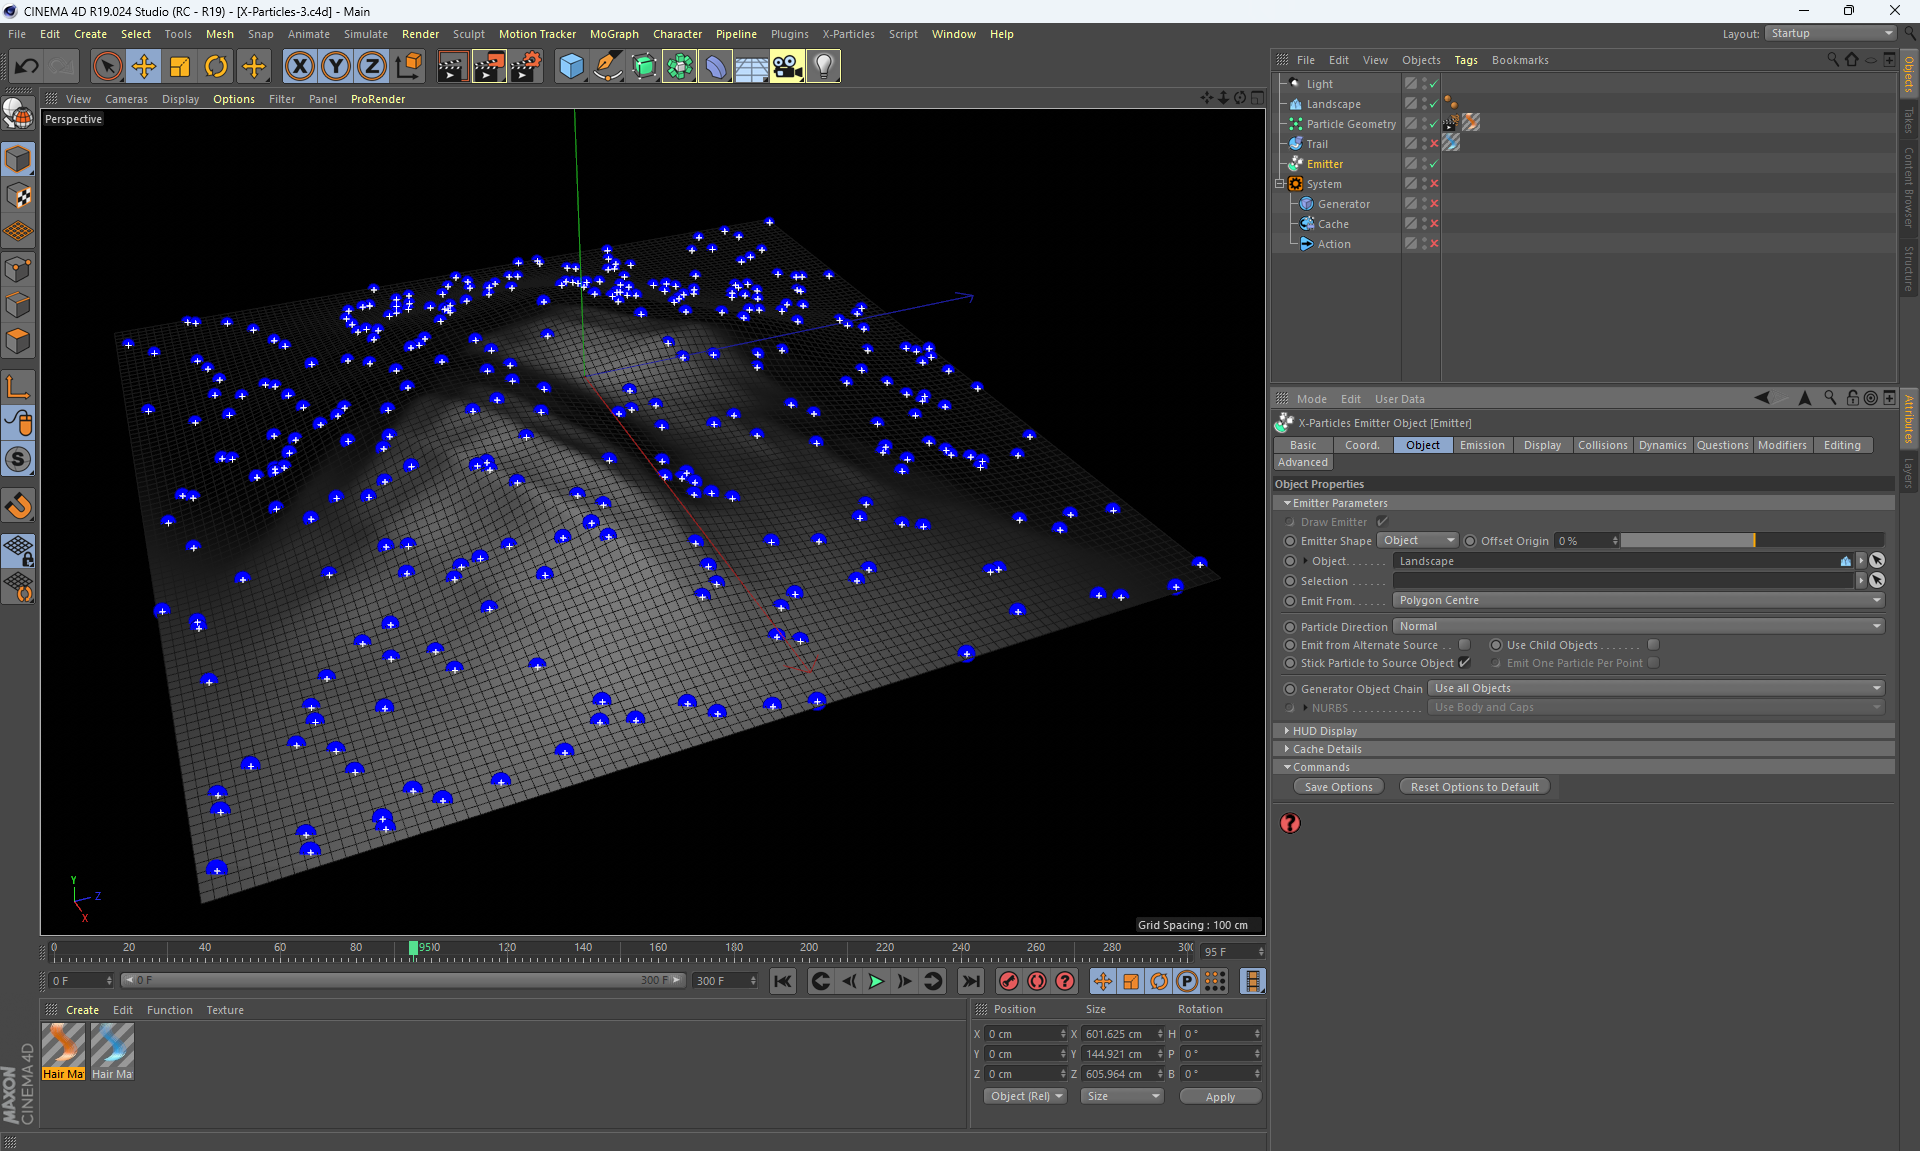 CINEMA 4D R19.024 Studio (RC - R19) - [X-Particles-3.c4d] - Main
File Edit Create Select Tools Mesh Snap Animate Simulate Render Sculpt Motion Tracker MoGraph Character Pipeline Plugins X-Particles Script Window Help
Layout: Startup
View Cameras Display Options Filter Panel ProRender
Perspective
Y
Z
X
Grid Spacing : 100 cm
File Edit View Objects Tags Bookmarks
Light
Landscape
Particle Geometry
Trail
Emitter
System
Generator
Cache
Action
Objects
Takes
Content Browser
Structure
Mode Edit User Data
X-Particles Emitter Object [Emitter]
Basic Coord. Object Emission Display Collisions Dynamics Questions Modifiers Editing
Advanced
Object Properties
Emitter Parameters
Draw Emitter
Emitter Shape Object Offset Origin 0 %
Object. . . . . . . Landscape
Selection . . . . . .
Emit From. . . . . . Polygon Centre
Particle Direction Normal
Emit from Alternate Source . . Use Child Objects . . . . . . .
Stick Particle to Source Object Emit One Particle Per Point
Generator Object Chain Use all Objects
NURBS . . . . . . . . . . . . Use Body and Caps
HUD Display
Cache Details
Commands
Save Options Reset Options to Default
Attributes
Layers
0 20 40 60 80 95 120 140 160 180 200 220 240 260 280 300
95 F
0 F 0 F 300 F 300 F
Create Edit Function Texture
Hair Ma Hair Ma
MAXON
CINEMA 4D
Position Size Rotation
X 0 cm X 601.625 cm H 0 °
Y 0 cm Y 144.921 cm P 0 °
Z 0 cm Z 605.964 cm B 0 °
Object (Rel) Size Apply